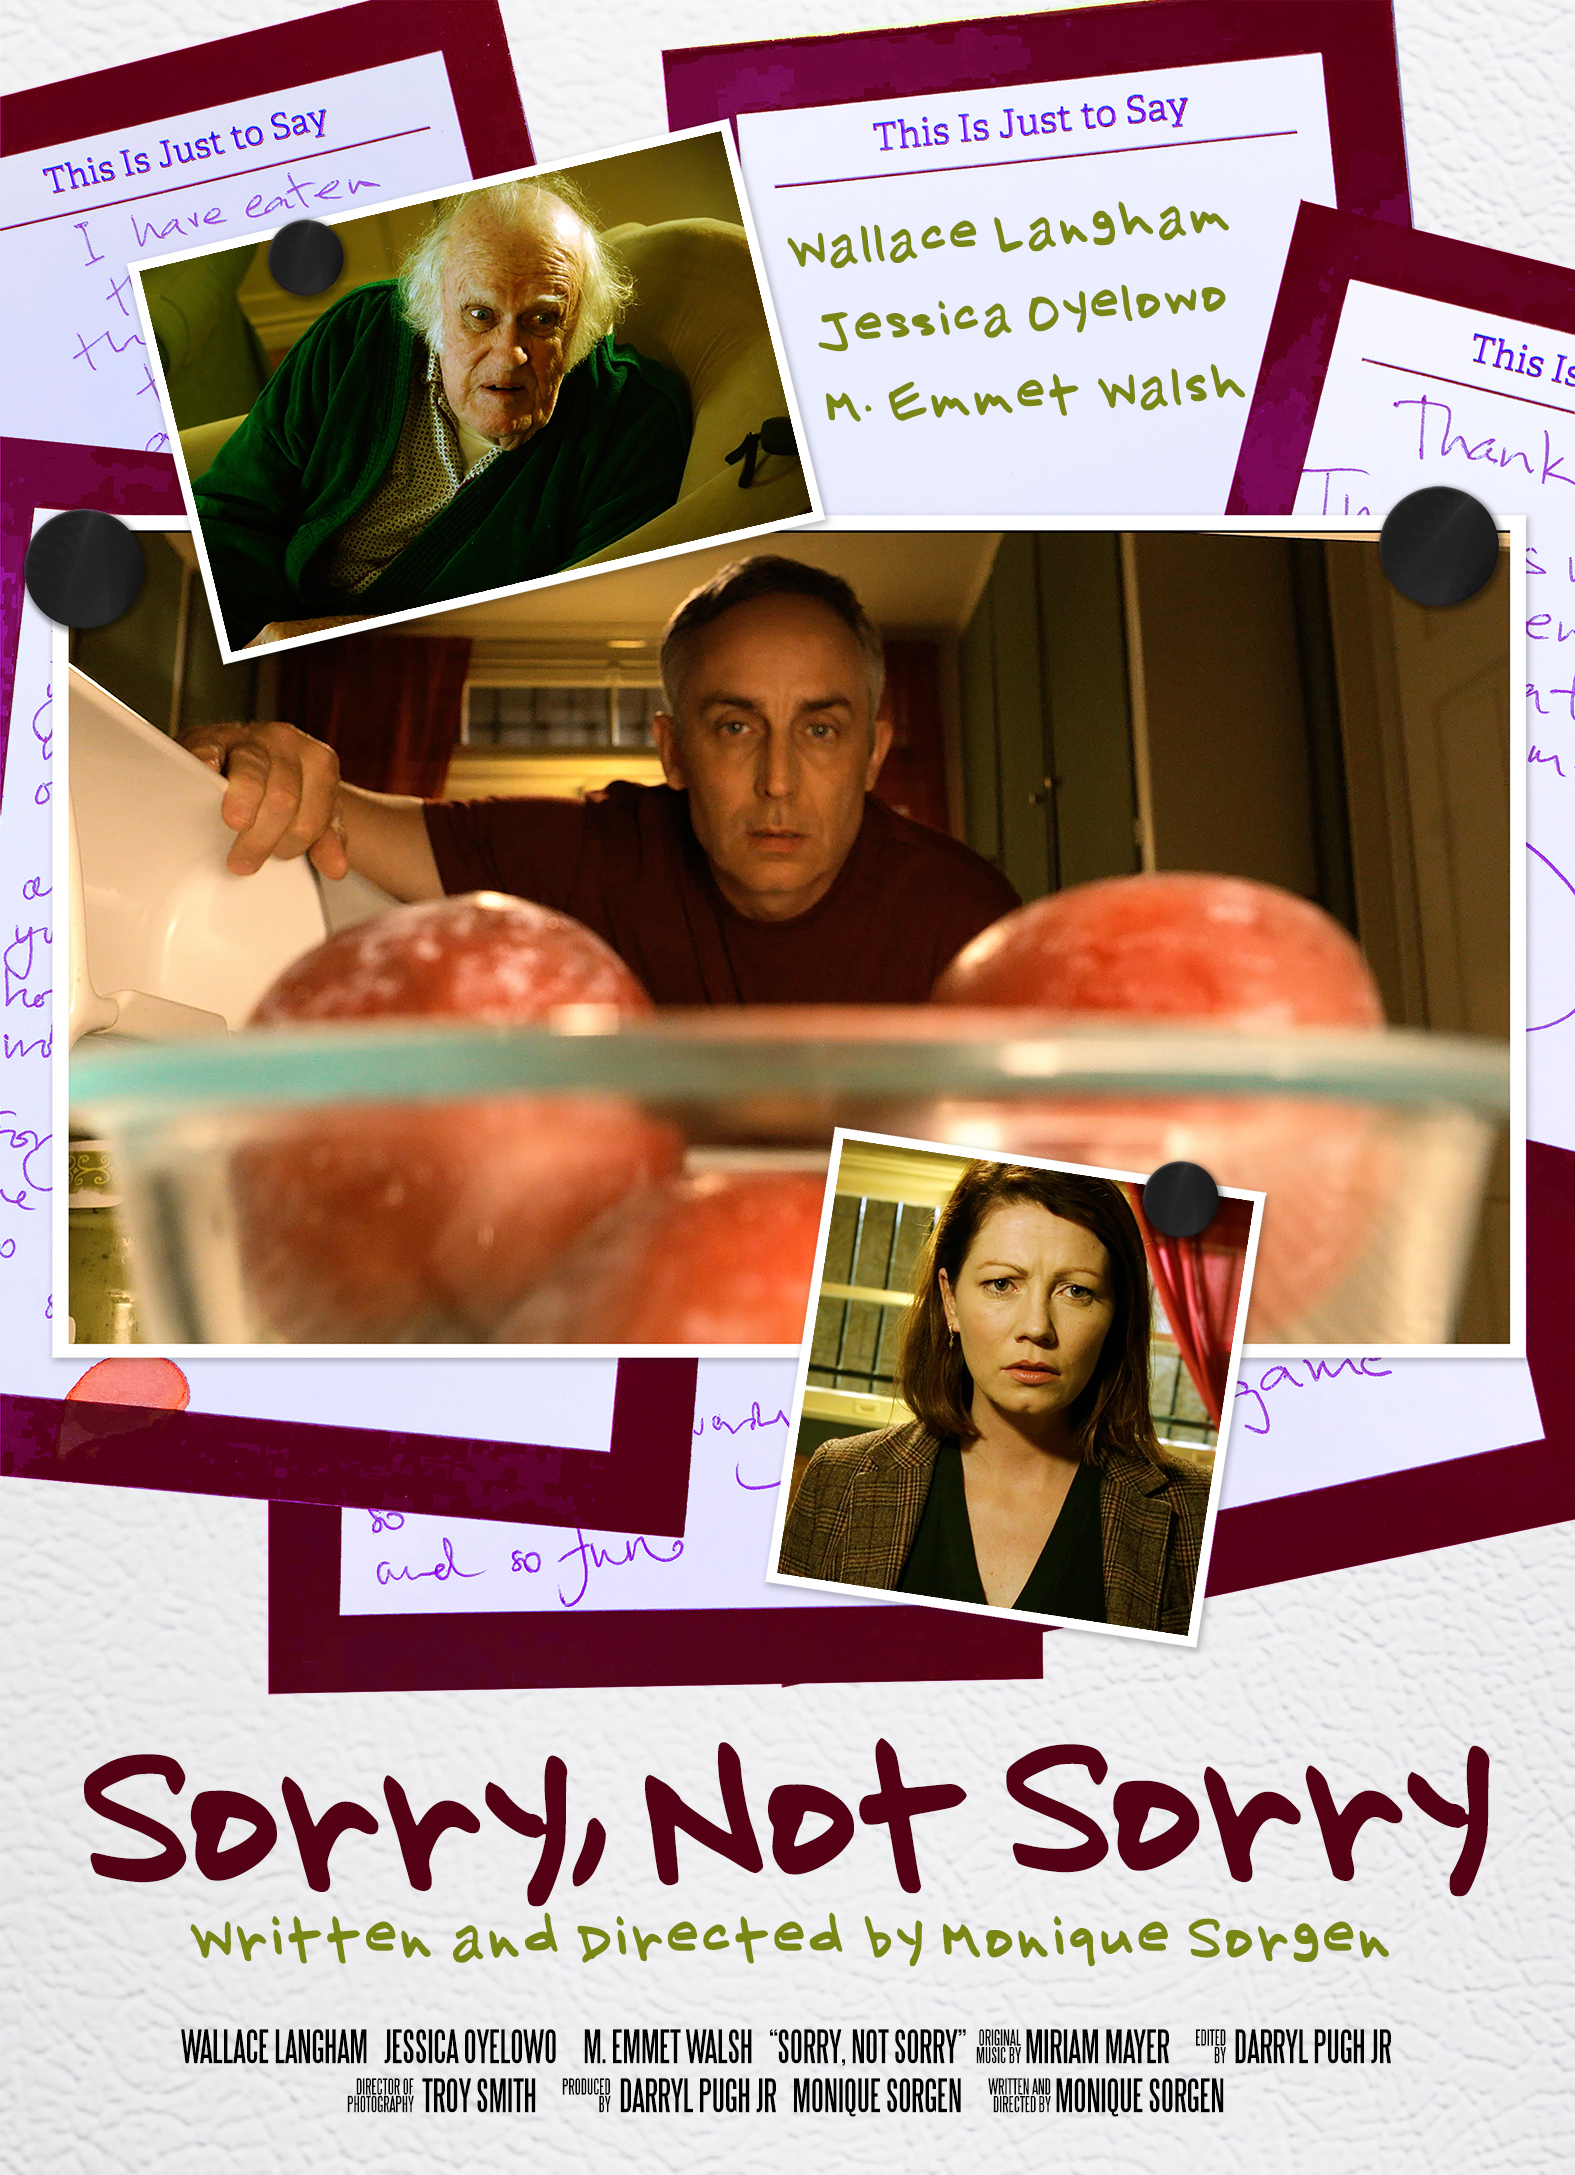 This Is Just to Say
I have eaten
This Is Just to Say
Wallace Langham
Jessica Oyelowo
M. Emmet Walsh
This Is
Thank
so
and so fun
game
Sorry, Not Sorry
Written and Directed by Monique Sorgen
WALLACE LANGHAM JESSICA OYELOWO M. EMMET WALSH “SORRY, NOT SORRY” ORIGINAL MUSIC BY MIRIAM MAYER EDITED BY DARRYL PUGH JR
DIRECTOR OF PHOTOGRAPHY TROY SMITH PRODUCED BY DARRYL PUGH JR MONIQUE SORGEN WRITTEN AND DIRECTED BY MONIQUE SORGEN